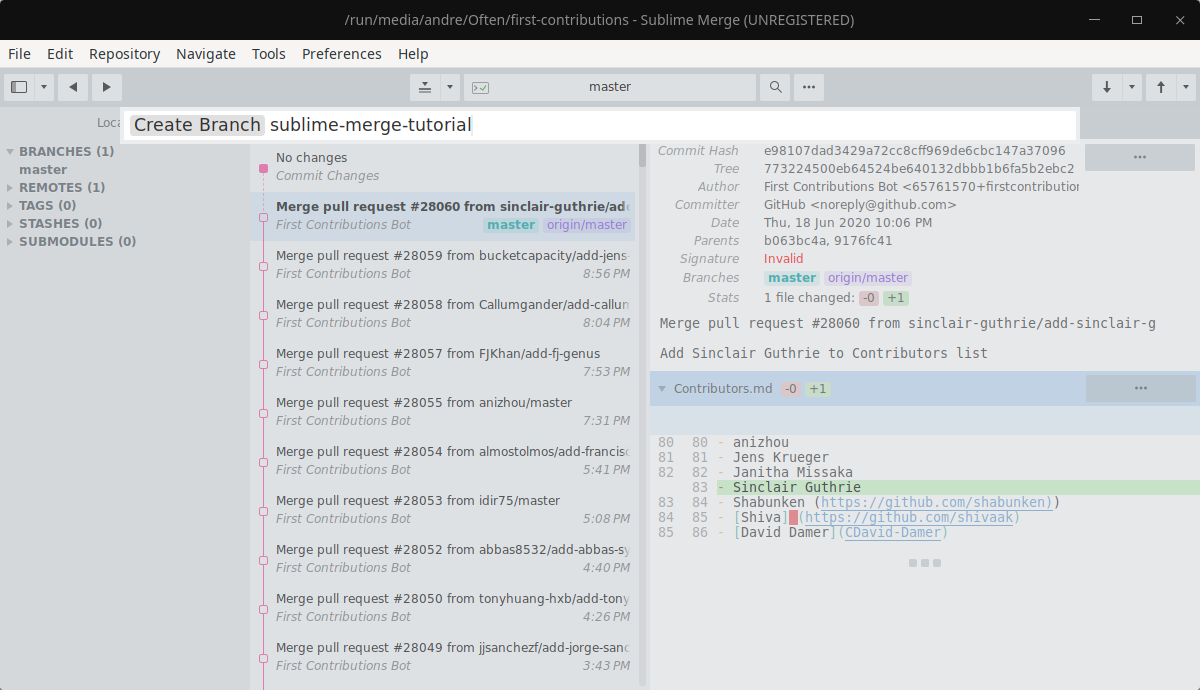 /run/media/andre/Often/first-contributions - Sublime Merge (UNREGISTERED)
File Edit Repository Navigate Tools Preferences Help
master
Create Branch sublime-merge-tutorial
BRANCHES (1)
master
REMOTES (1)
TAGS (0)
STASHES (0)
SUBMODULES (0)
No changes
Commit Changes
Merge pull request #28060 from sinclair-guthrie/add
First Contributions Bot master origin/master
Merge pull request #28059 from bucketcapacity/add-jens-
First Contributions Bot 8:56 PM
Merge pull request #28058 from Callumgander/add-callum
First Contributions Bot 8:04 PM
Merge pull request #28057 from FJKhan/add-fj-genus
First Contributions Bot 7:53 PM
Merge pull request #28055 from anizhou/master
First Contributions Bot 7:31 PM
Merge pull request #28054 from almostolmos/add-francisc
First Contributions Bot 5:41 PM
Merge pull request #28053 from idir75/master
First Contributions Bot 5:08 PM
Merge pull request #28052 from abbas8532/add-abbas-sy
First Contributions Bot 4:40 PM
Merge pull request #28050 from tonyhuang-hxb/add-tony
First Contributions Bot 4:26 PM
Merge pull request #28049 from jjsanchezf/add-jorge-sanc
First Contributions Bot 3:43 PM
Commit Hash e98107dad3429a72cc8cff969de6cbc147a37096
Tree 773224500eb64524be640132dbbb1b6fa5b2ebc2
Author First Contributions Bot <65761570+firstcontribution
Committer GitHub <noreply@github.com>
Date Thu, 18 Jun 2020 10:06 PM
Parents b063bc4a, 9176fc41
Signature Invalid
Branches master origin/master
Stats 1 file changed: -0 +1
Merge pull request #28060 from sinclair-guthrie/add-sinclair-g
Add Sinclair Guthrie to Contributors list
Contributors.md -0 +1
80 80 - anizhou
81 81 - Jens Krueger
82 82 - Janitha Missaka
83 - Sinclair Guthrie
83 84 - Shabunken (https://github.com/shabunken))
84 85 - [Shiva] (https://github.com/shivaak)
85 86 - [David Damer](CDavid-Damer)